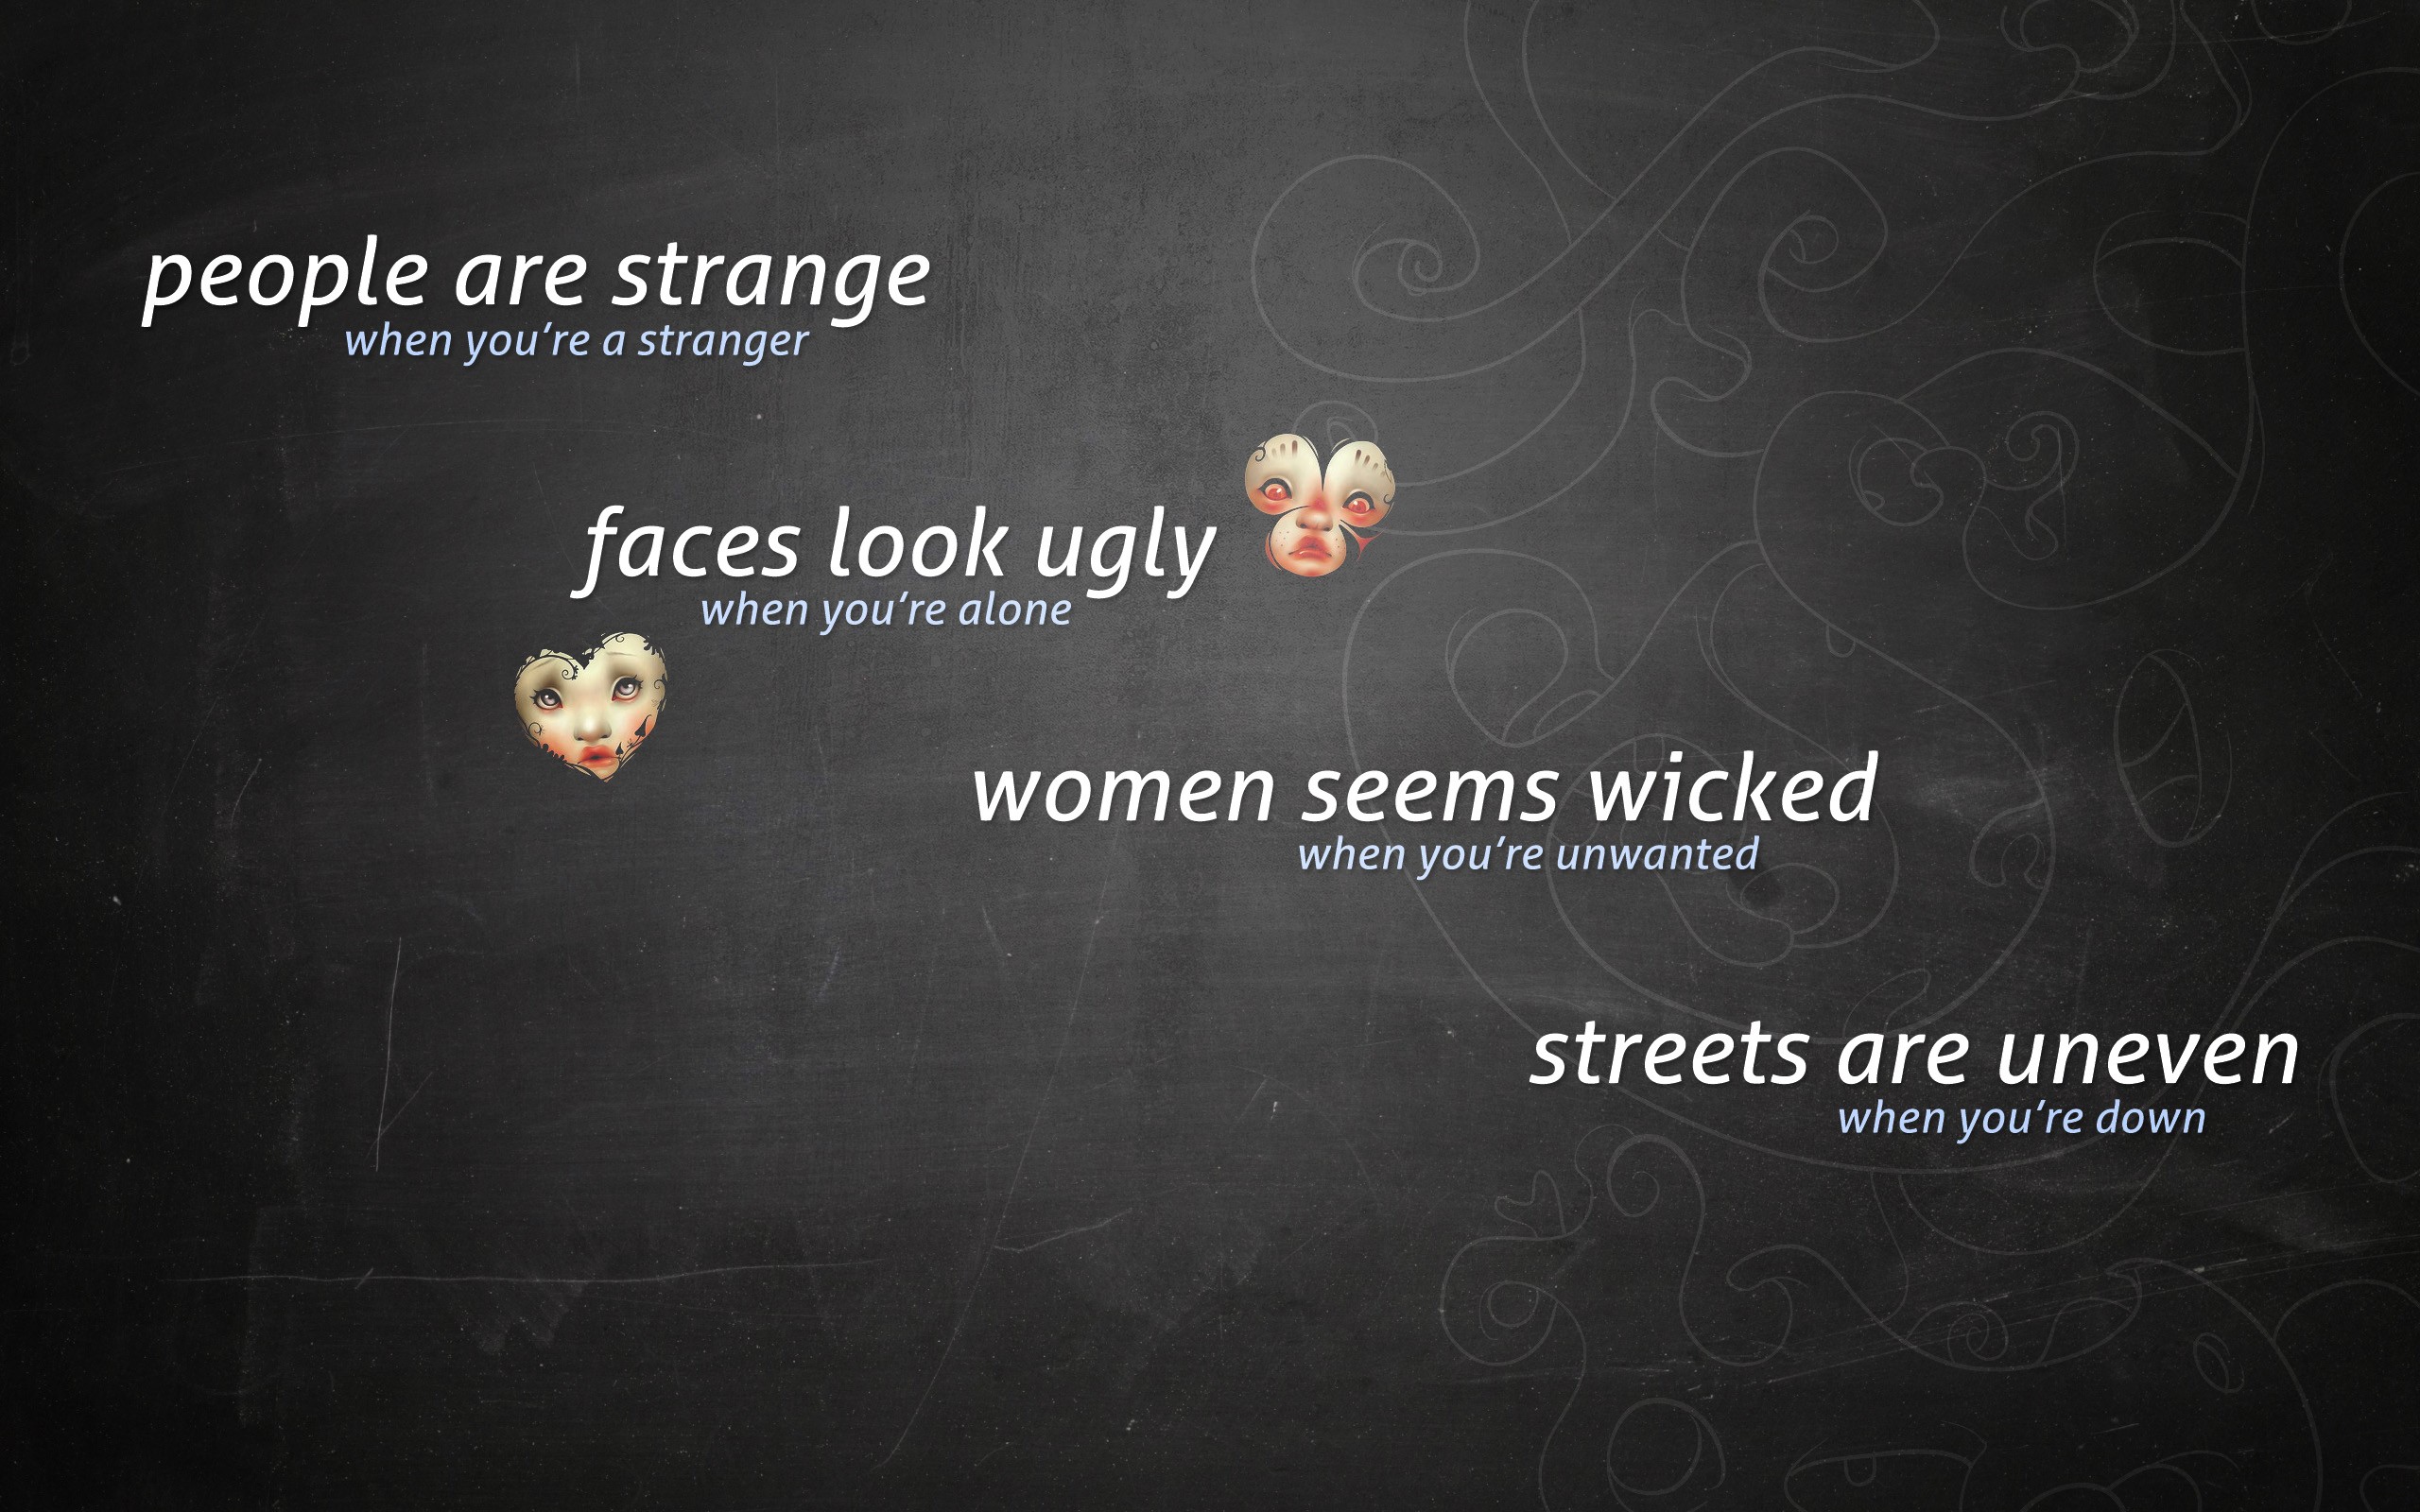 people are strange
when you're a stranger
faces look ugly
when you're alone
women seems wicked
when you're unwanted
streets are uneven
when you're down